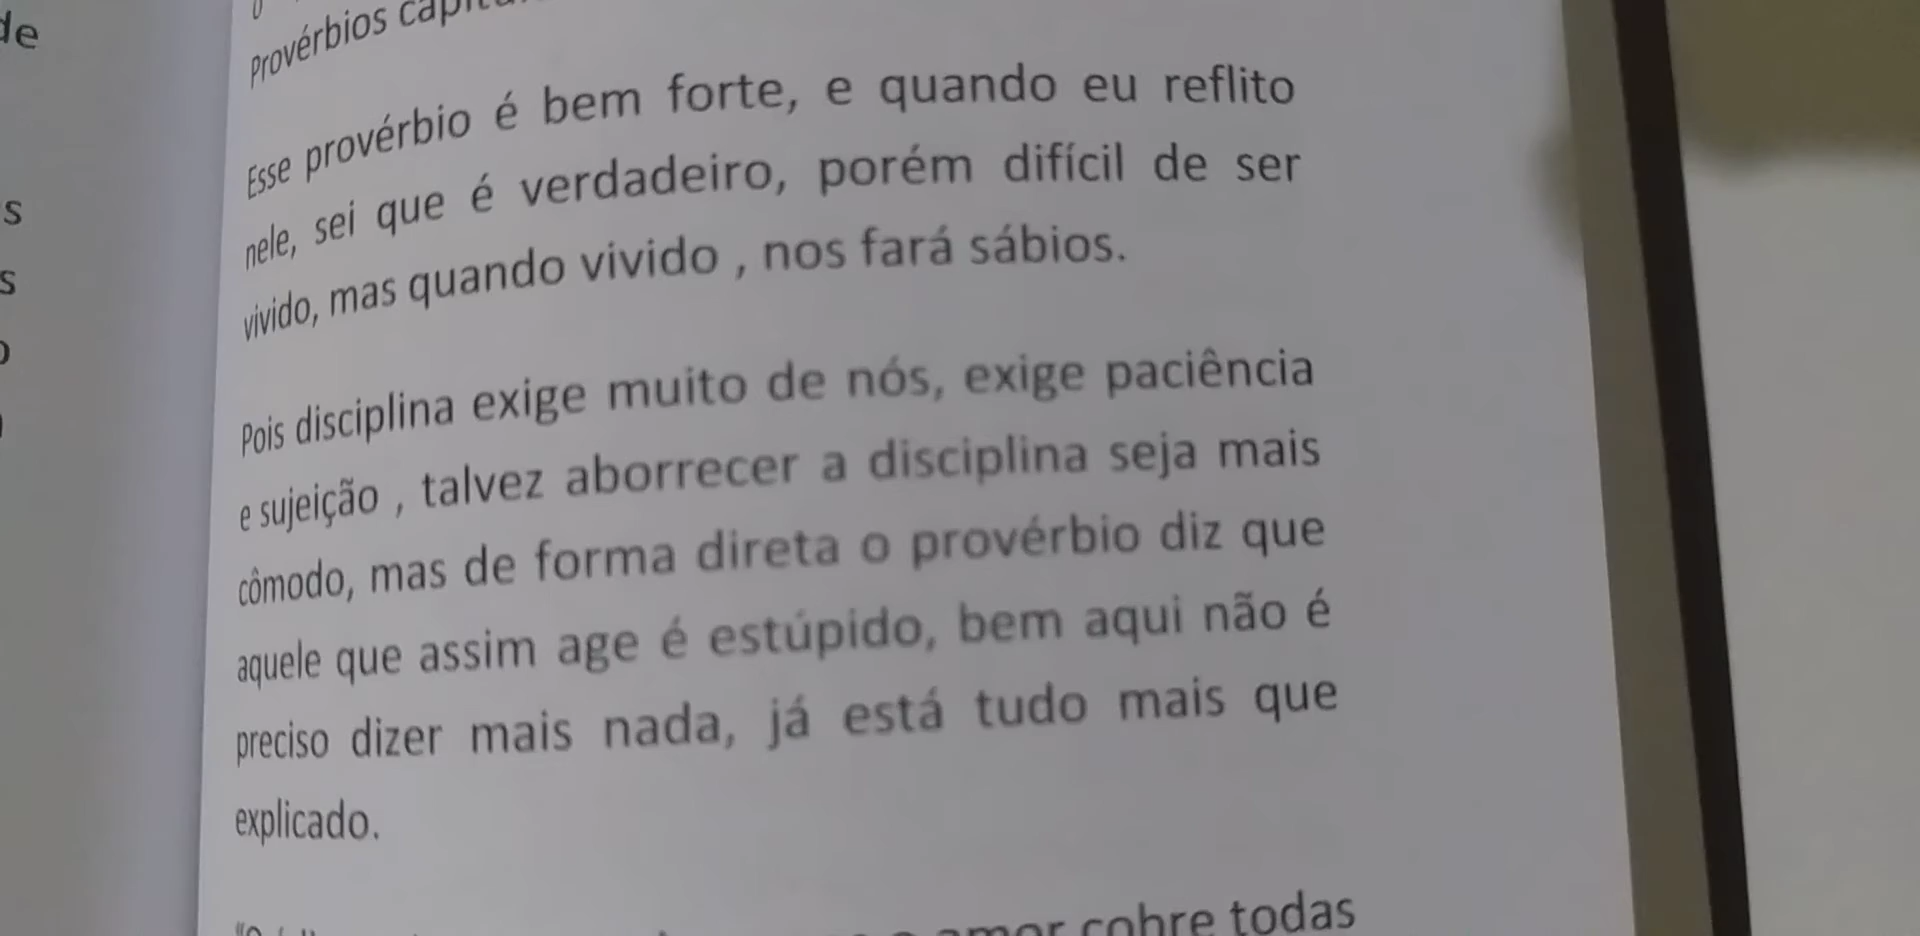 de
Provérbios
s
s
Esse provérbio é bem forte, e quando eu reflito
nele, sei que é verdadeiro, porém difícil de ser
vivido, mas quando vivido , nos fará sábios.
Pois disciplina exige muito de nós, exige paciência
e sujeição , talvez aborrecer a disciplina seja mais
cômodo, mas de forma direta o provérbio diz que
aquele que assim age é estúpido, bem aqui não é
preciso dizer mais nada, já está tudo mais que
explicado.
amor cobre todas